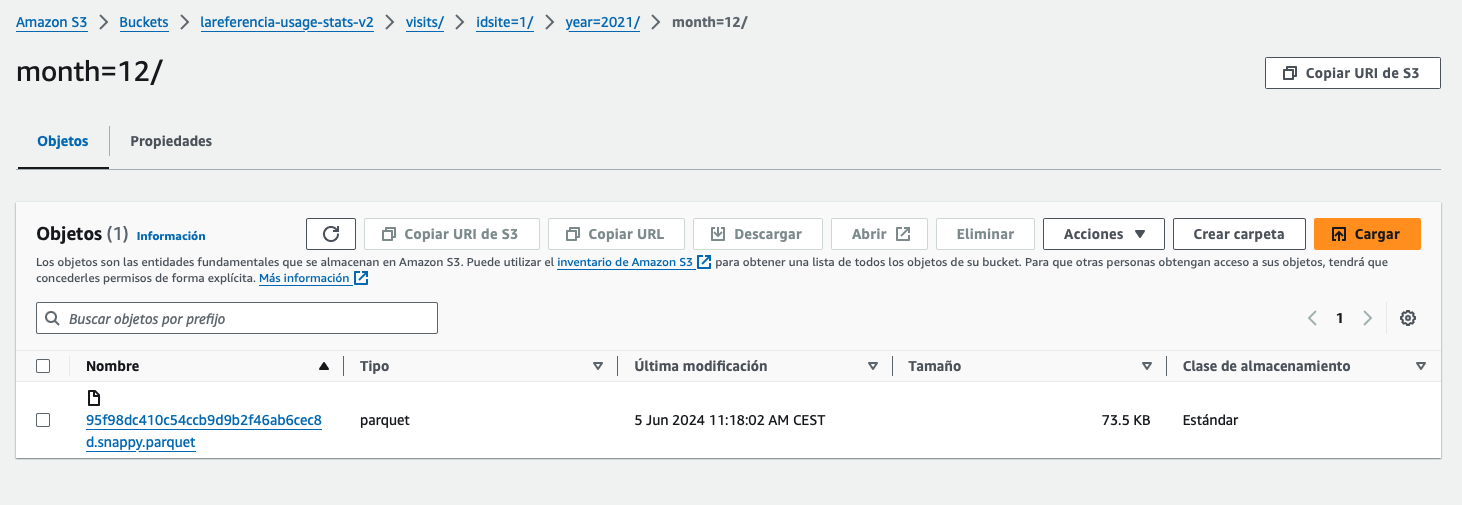 Amazon S3 > Buckets > lareferencia-usage-stats-v2 > visits/ > idsite=1/ > year=2021/ > month=12/
month=12/
Copiar URI de S3
Objetos
Propiedades
Objetos (1) Información
Copiar URI de S3
Copiar URL
Descargar
Abrir
Eliminar
Acciones
Crear carpeta
Cargar
Los objetos son las entidades fundamentales que se almacenan en Amazon S3. Puede utilizar el inventario de Amazon S3 para obtener una lista de todos los objetos de su bucket. Para que otras personas obtengan acceso a sus objetos, tendrá que
concederles permisos de forma explícita. Más información
Buscar objetos por prefijo
1
Nombre
Tipo
Última modificación
Tamaño
Clase de almacenamiento
95f98dc410c54ccb9d9b2f46ab6cec8
d.snappy.parquet
parquet
5 Jun 2024 11:18:02 AM CEST
73.5 KB
Estándar